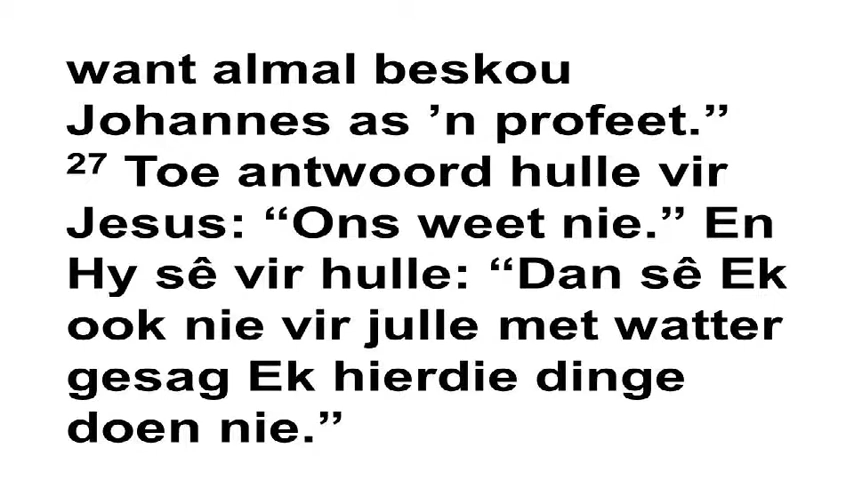 want almal beskou
Johannes as ’n profeet.”
²⁷ Toe antwoord hulle vir
Jesus: “Ons weet nie.” En
Hy sê vir hulle: “Dan sê Ek
ook nie vir julle met watter
gesag Ek hierdie dinge
doen nie.”